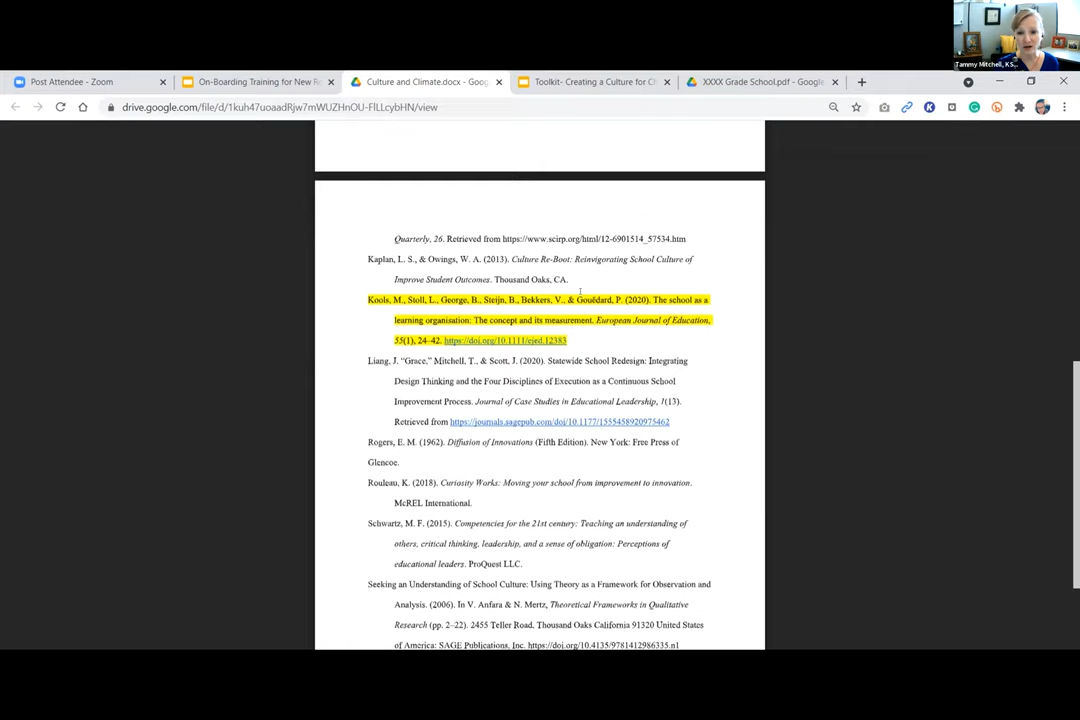 Tammy Mitchell, KS...
Post Attendee - Zoom
On-Boarding Training for New Ro
Culture and Climate.docx - Goog
Toolkit- Creating a Culture for Ch
XXXX Grade School.pdf - Google
drive.google.com/file/d/1kuh47uoaadRjw7mWUZHnOU-FlLLcybHN/view
Quarterly, 26. Retrieved from https://www.scirp.org/html/12-6901514_57534.htm
Kaplan, L. S., & Owings, W. A. (2013). Culture Re-Boot: Reinvigorating School Culture of
Improve Student Outcomes. Thousand Oaks, CA.
Kools, M., Stoll, L., George, B., Steijn, B., Bekkers, V., & Gouëdard, P. (2020). The school as a
learning organisation: The concept and its measurement. European Journal of Education,
55(1), 24–42. https://doi.org/10.1111/ejed.12383
Liang, J. “Grace,” Mitchell, T., & Scott, J. (2020). Statewide School Redesign: Integrating
Design Thinking and the Four Disciplines of Execution as a Continuous School
Improvement Process. Journal of Case Studies in Educational Leadership, 1(13).
Retrieved from https://journals.sagepub.com/doi/10.1177/1555458920975462
Rogers, E. M. (1962). Diffusion of Innovations (Fifth Edition). New York: Free Press of
Glencoe.
Rouleau, K. (2018). Curiosity Works: Moving your school from improvement to innovation.
McREL International.
Schwartz, M. F. (2015). Competencies for the 21st century: Teaching an understanding of
others, critical thinking, leadership, and a sense of obligation: Perceptions of
educational leaders. ProQuest LLC.
Seeking an Understanding of School Culture: Using Theory as a Framework for Observation and
Analysis. (2006). In V. Anfara & N. Mertz, Theoretical Frameworks in Qualitative
Research (pp. 2–22). 2455 Teller Road, Thousand Oaks California 91320 United States
of America: SAGE Publications, Inc. https://doi.org/10.4135/9781412986335.n1